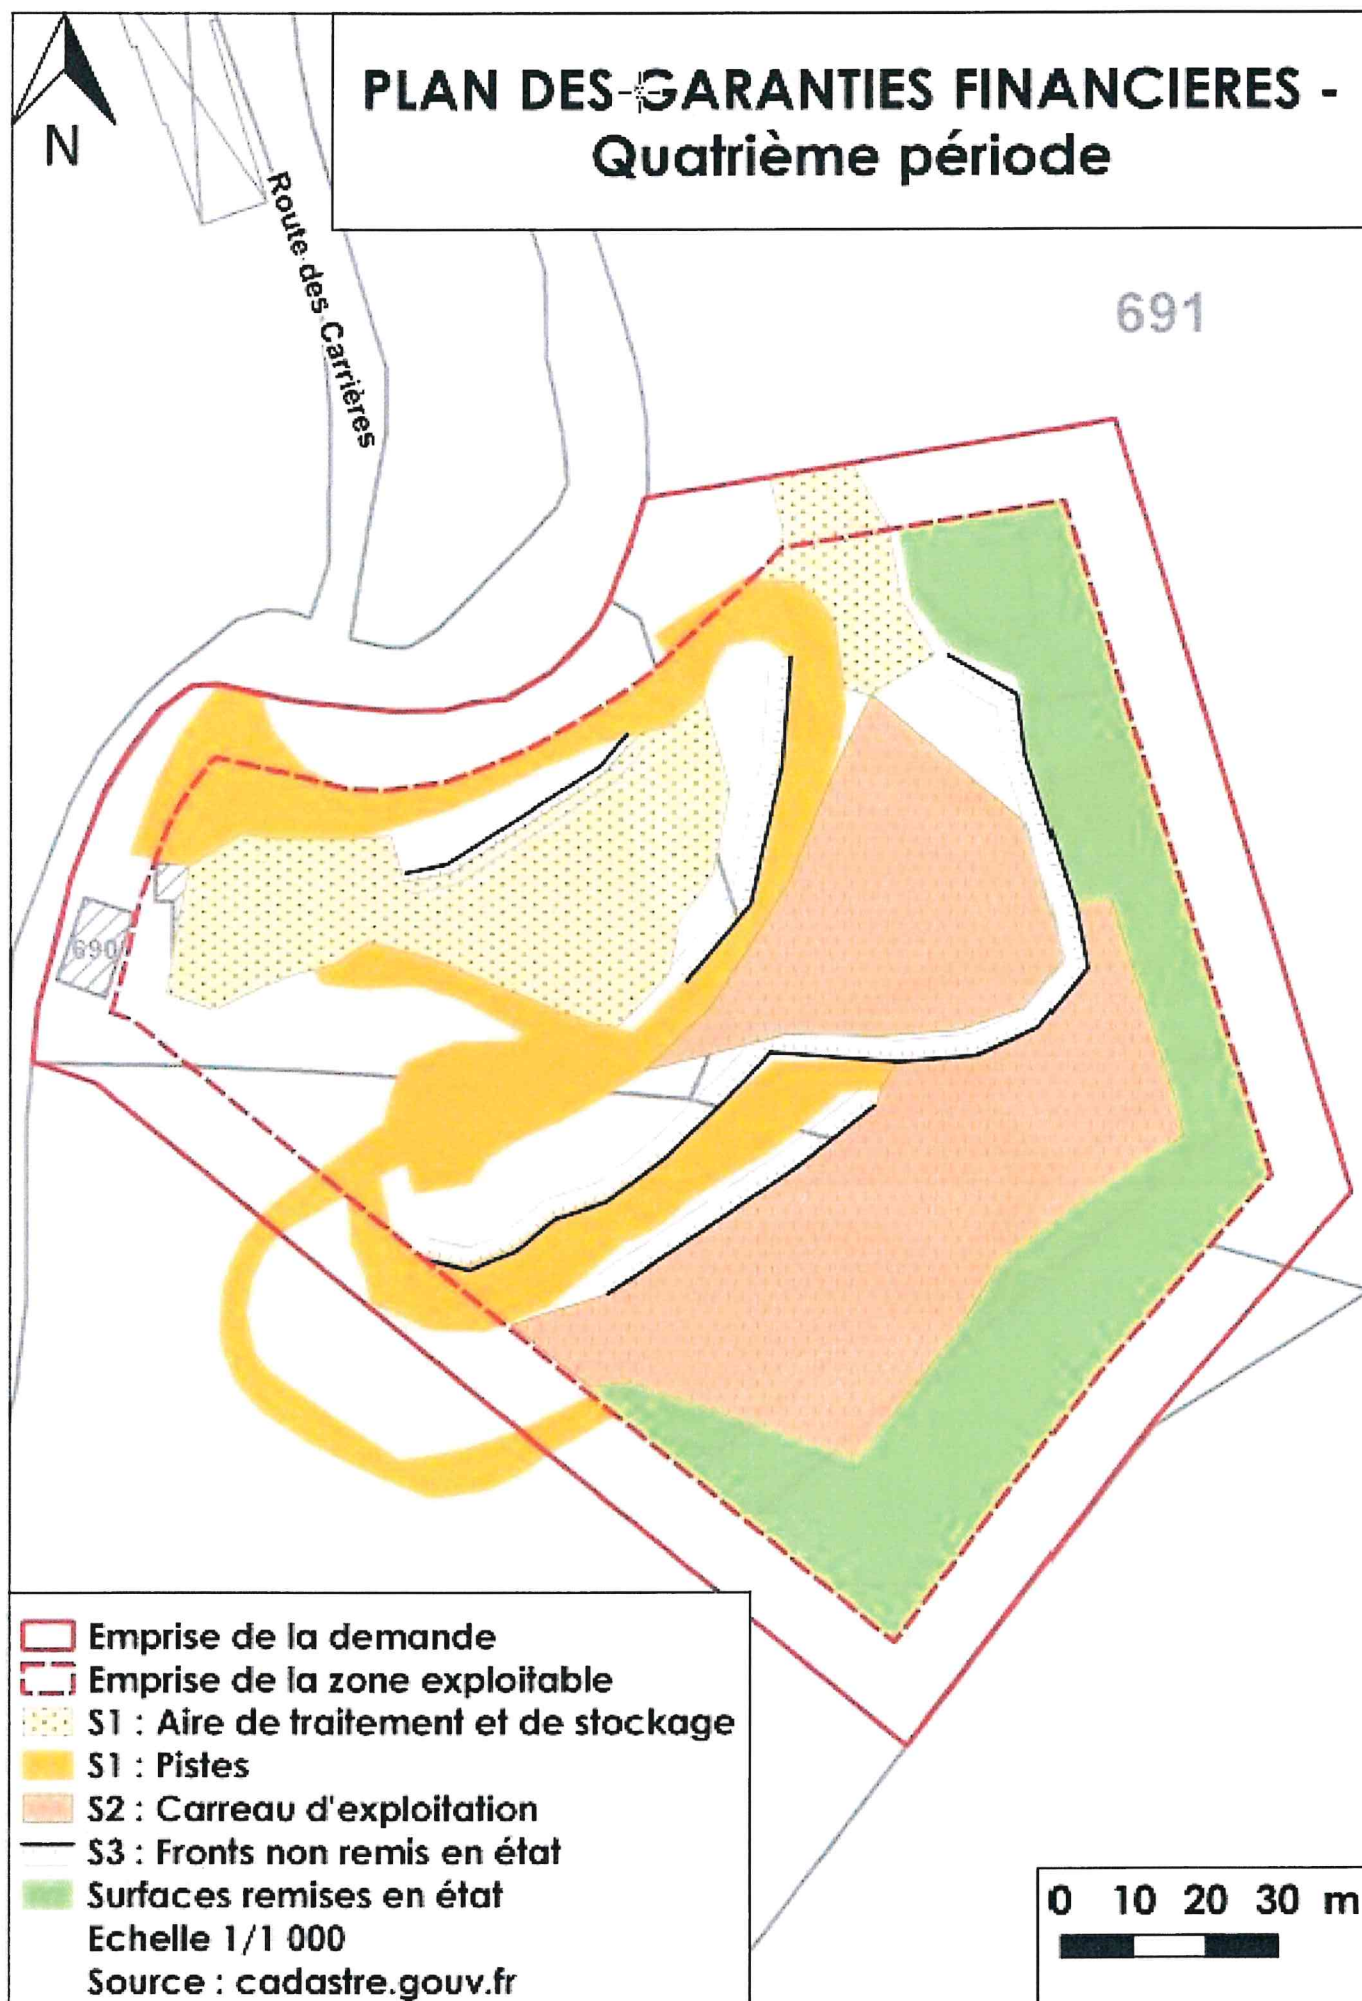 PLAN DES GARANTIES FINANCIERES -
Quatrième période
N
Route des Carrières
691
690
Emprise de la demande
Emprise de la zone exploitable
S1 : Aire de traitement et de stockage
S1 : Pistes
S2 : Carreau d'exploitation
S3 : Fronts non remis en état
Surfaces remises en état
Echelle 1/1 000
Source : cadastre.gouv.fr
0 10 20 30 m